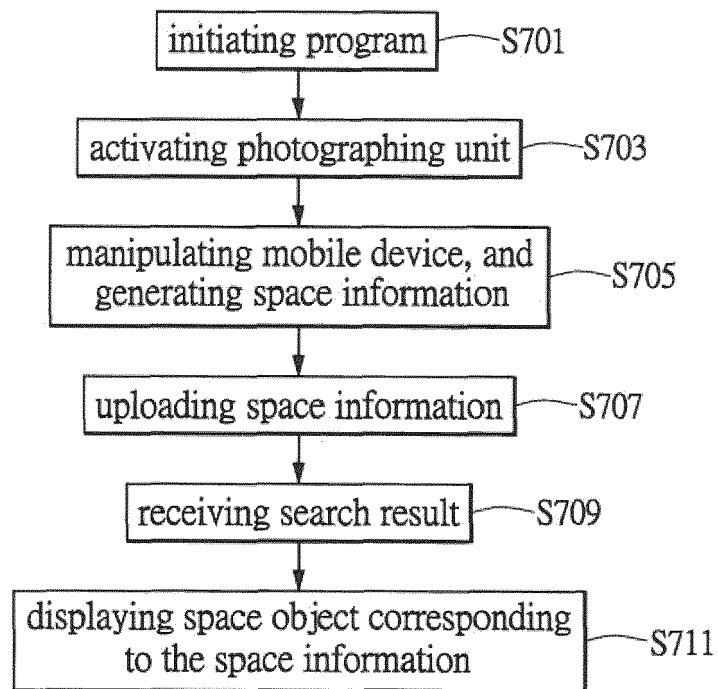 initiating program S701
activating photographing unit S703
manipulating mobile device, and
generating space information S705
uploading space information S707
receiving search result S709
displaying space object corresponding
to the space information S711